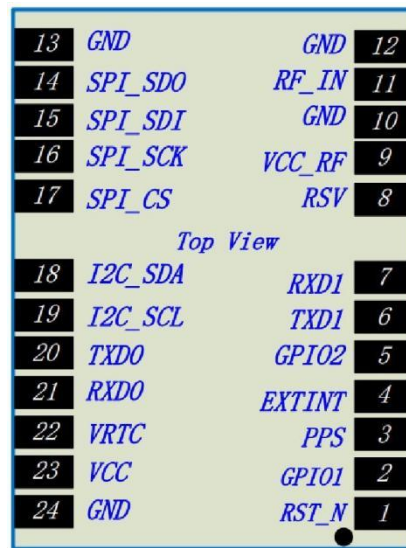 13 GND GND 12
14 SPI_SDO RF_IN 11
15 SPI_SDI GND 10
16 SPI_SCK VCC_RF 9
17 SPI_CS RSV 8
Top View
18 I2C_SDA RXD1 7
19 I2C_SCL TXD1 6
20 TXD0 GPIO2 5
21 RXD0 EXTINT 4
22 VRTC PPS 3
23 VCC GPIO1 2
24 GND RST_N 1